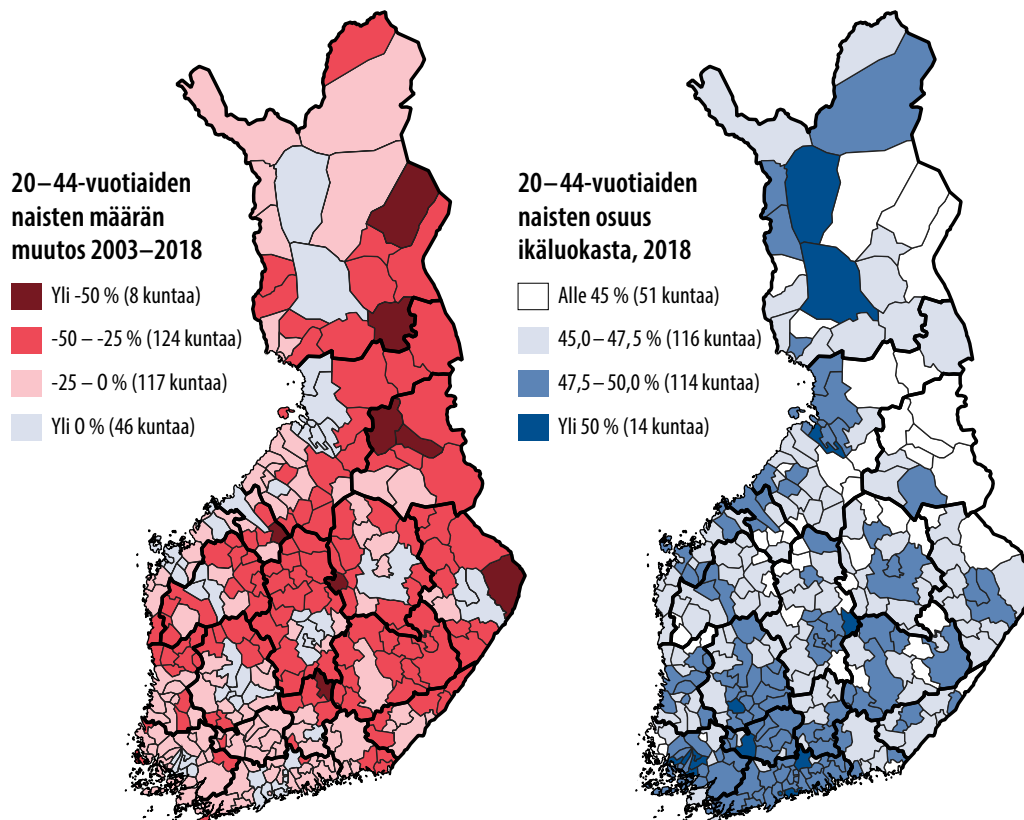 20–44-vuotiaiden
naisten määrän
muutos 2003–2018
Yli -50 % (8 kuntaa)
-50 – -25 % (124 kuntaa)
-25 – 0 % (117 kuntaa)
Yli 0 % (46 kuntaa)
20–44-vuotiaiden
naisten osuus
ikäluokasta, 2018
Alle 45 % (51 kuntaa)
45,0 – 47,5 % (116 kuntaa)
47,5 – 50,0 % (114 kuntaa)
Yli 50 % (14 kuntaa)